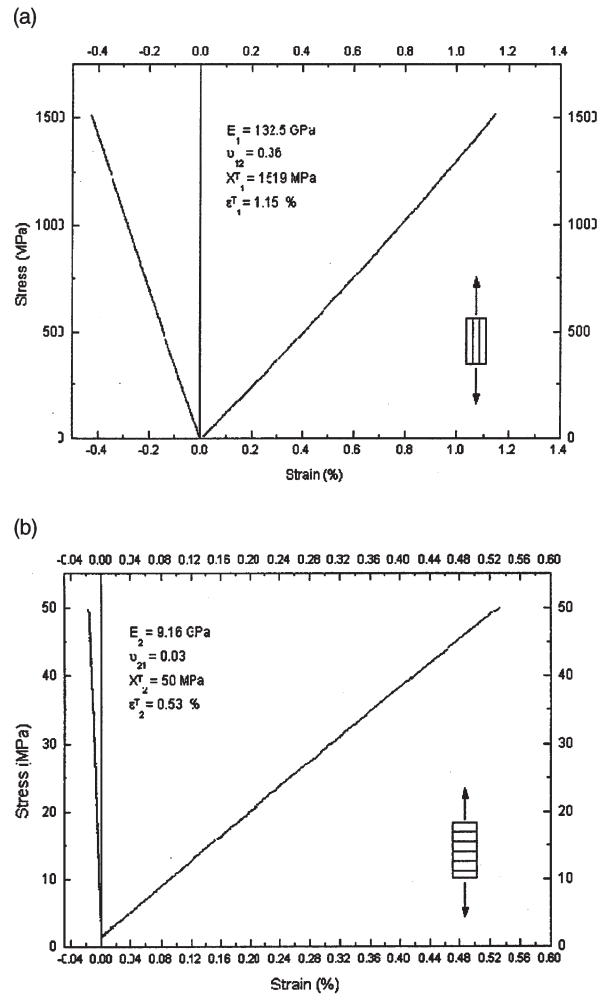 (a)
-0.4 -0.2 0.0 0.2 0.4 0.6 0.8 1.0 1.2 1.4
1500
1000
500
0
1500
1000
500
0
Stress (MPa)
E1 = 132.5 GPa
υ12 = 0.36
XT1 = 1519 MPa
εT1 = 1.15 %
-0.4 -0.2 0.0 0.2 0.4 0.6 0.8 1.0 1.2 1.4
Strain (%)
(b)
-0.04 0.00 0.04 0.08 0.12 0.16 0.20 0.24 0.28 0.32 0.36 0.40 0.44 0.48 0.52 0.56 0.60
50
40
30
20
10
0
50
40
30
20
10
0
Stress (MPa)
E2 = 9.16 GPa
υ21 = 0.03
XT2 = 50 MPa
εT2 = 0.53 %
-0.04 0.00 0.04 0.08 0.12 0.16 0.20 0.24 0.28 0.32 0.36 0.40 0.44 0.48 0.52 0.56 0.60
Strain (%)